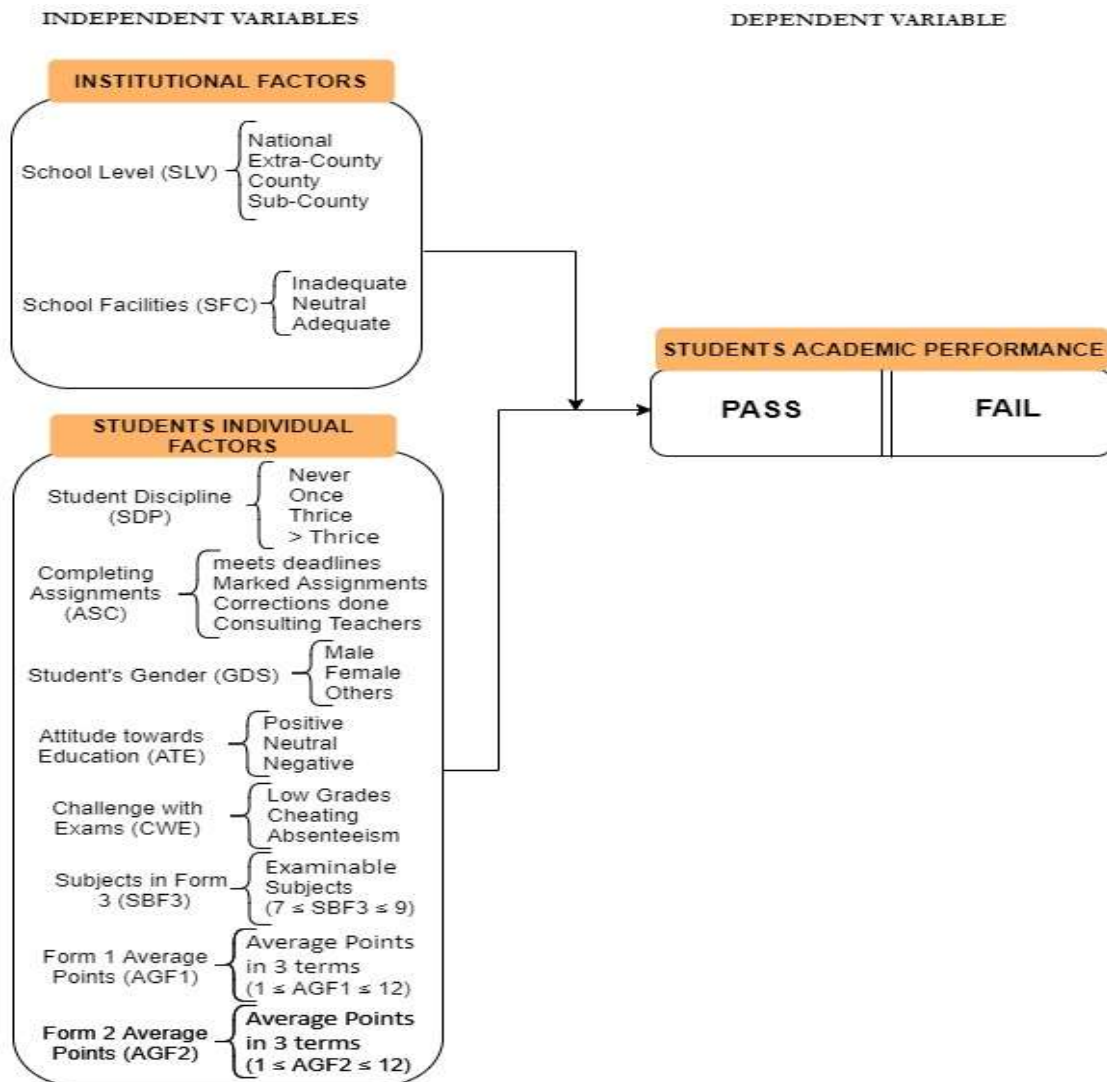 INDEPENDENT VARIABLES
DEPENDENT VARIABLE
INSTITUTIONAL FACTORS
School Level (SLV)
National
Extra-County
County
Sub-County
School Facilities (SFC)
Inadequate
Neutral
Adequate
STUDENTS ACADEMIC PERFORMANCE
PASS
FAIL
STUDENTS INDIVIDUAL
FACTORS
Student Discipline
(SDP)
Never
Once
Thrice
> Thrice
Completing
Assignments
(ASC)
meets deadlines
Marked Assignments
Corrections done
Consulting Teachers
Student's Gender (GDS)
Male
Female
Others
Attitude towards
Education (ATE)
Positive
Neutral
Negative
Challenge with
Exams (CWE)
Low Grades
Cheating
Absenteeism
Subjects in Form
3 (SBF3)
Examinable
Subjects
(7 ≤ SBF3 ≤ 9)
Form 1 Average
Points (AGF1)
Average Points
in 3 terms
(1 ≤ AGF1 ≤ 12)
Form 2 Average
Points (AGF2)
Average Points
in 3 terms
(1 ≤ AGF2 ≤ 12)